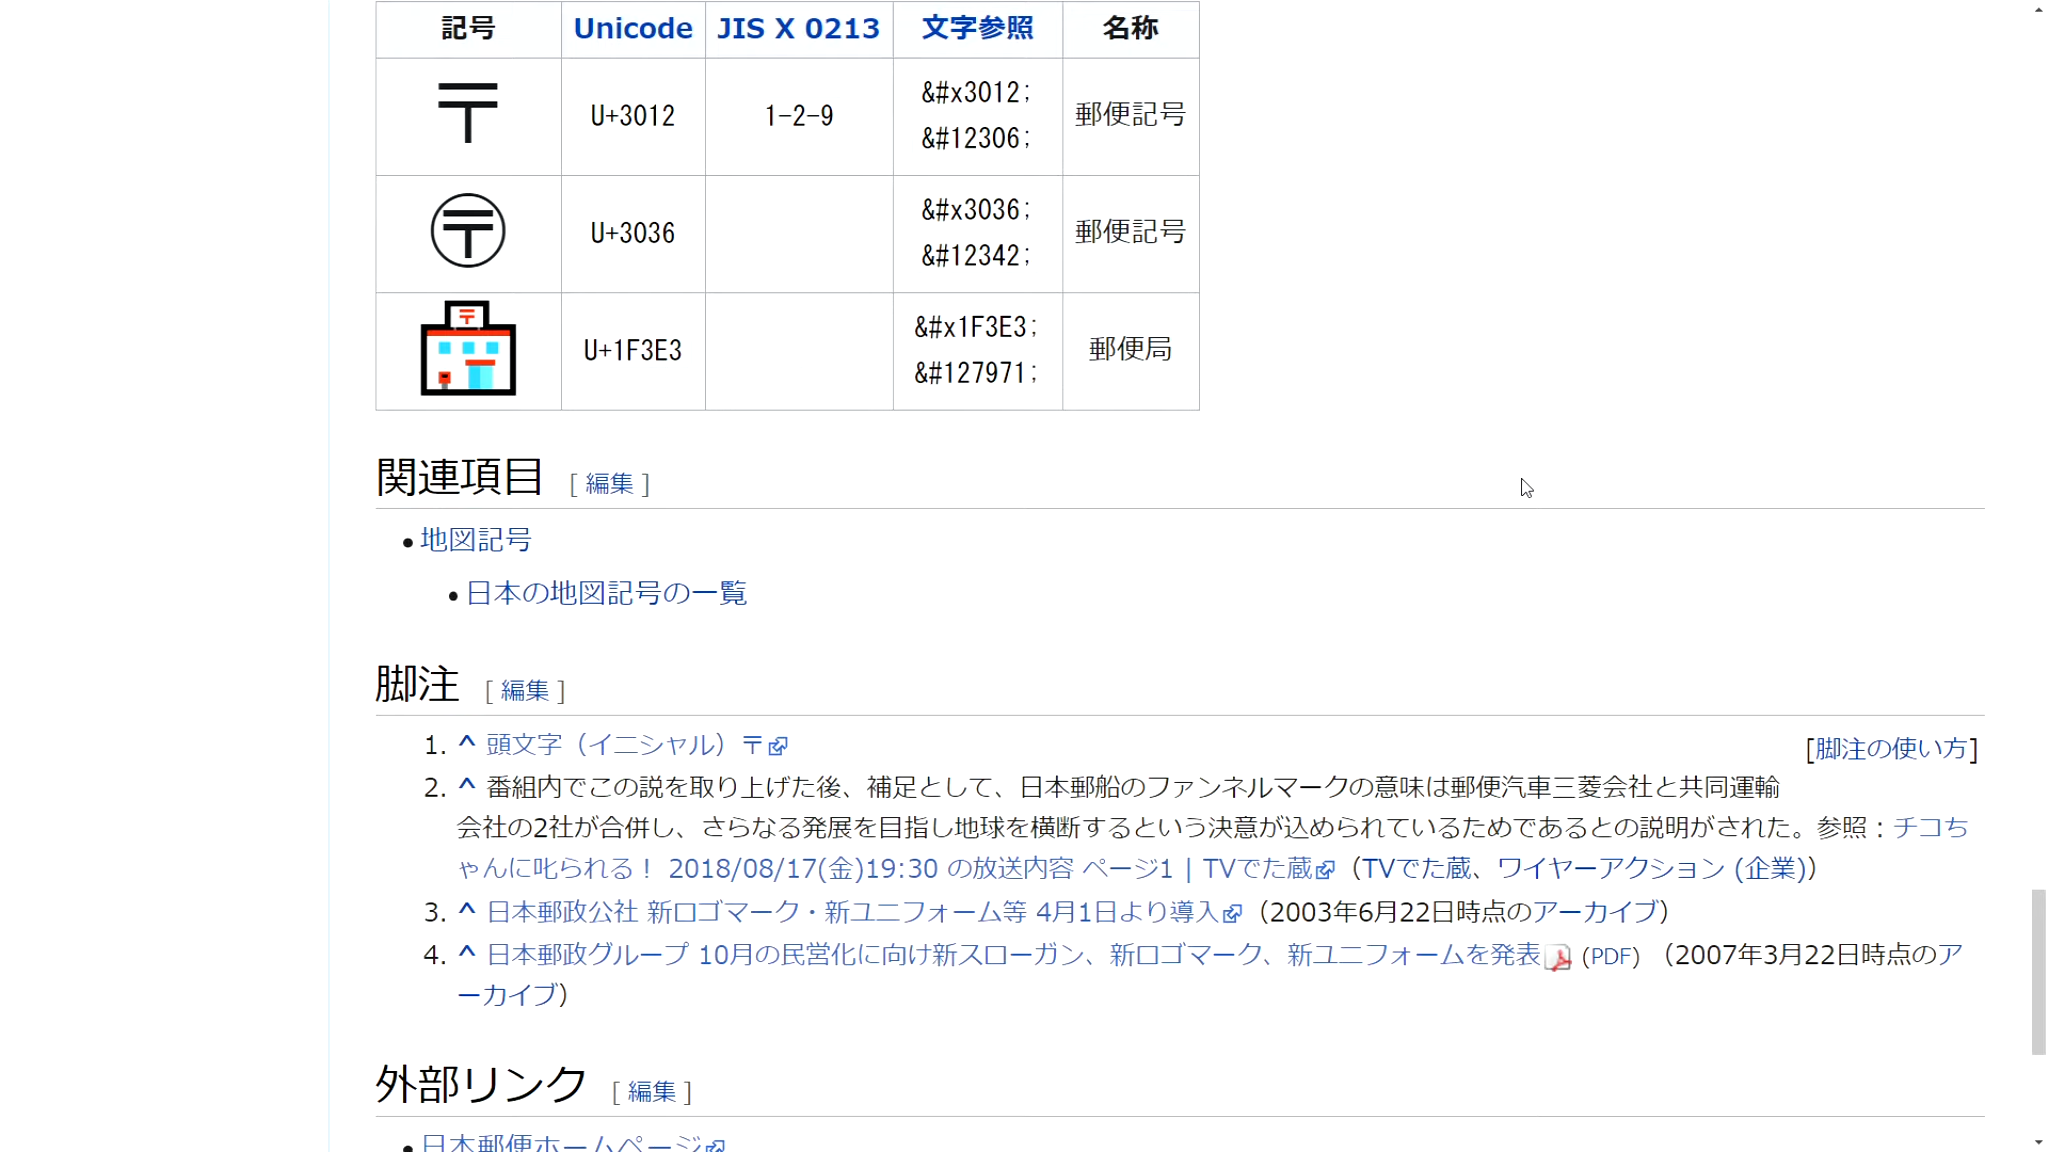 記号 Unicode JIS X 0213 文字参照 名称
〒 U+3012 1-2-9 &#x3012; &#12306; 郵便記号
〶 U+3036 &#x3036; &#12342; 郵便記号
〒 U+1F3E3 &#x1F3E3; &#127971; 郵便局
関連項目 [ 編集 ]
• 地図記号
• 日本の地図記号の一覧
脚注 [ 編集 ]
1. ^ 頭文字（イニシャル）〒
[脚注の使い方]
2. ^ 番組内でこの説を取り上げた後、補足として、日本郵船のファンネルマークの意味は郵便汽車三菱会社と共同運輸
会社の2社が合併し、さらなる発展を目指し地球を横断するという決意が込められているためであるとの説明がされた。参照：チコち
ゃんに叱られる！ 2018/08/17(金)19:30 の放送内容 ページ1 | TVでた蔵（TVでた蔵、ワイヤーアクション (企業)）
3. ^ 日本郵政公社 新ロゴマーク・新ユニフォーム等 4月1日より導入（2003年6月22日時点のアーカイブ）
4. ^ 日本郵政グループ 10月の民営化に向け新スローガン、新ロゴマーク、新ユニフォームを発表 (PDF) （2007年3月22日時点のア
ーカイブ）
外部リンク [ 編集 ]
• 日本郵便ホームページ